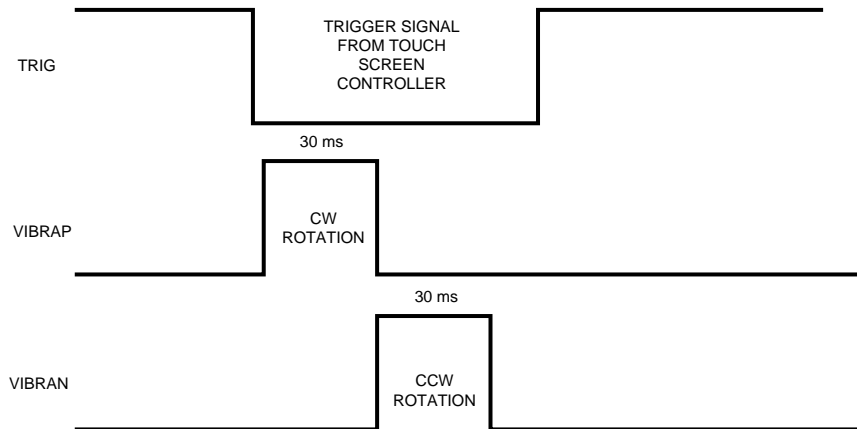 TRIGGER SIGNAL
FROM TOUCH
SCREEN
CONTROLLER
TRIG
30 ms
CW
ROTATION
VIBRAP
30 ms
CCW
ROTATION
VIBRAN